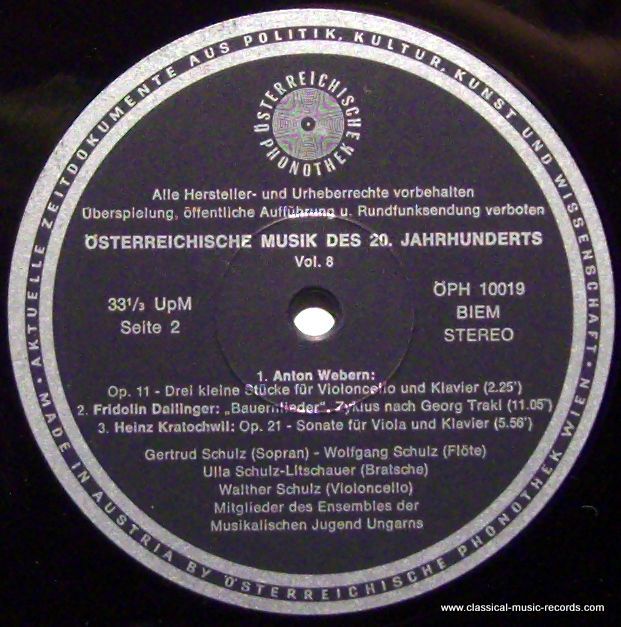 · AKTUELLE ZEITDOKUMENTE AUS POLITIK, KULTUR, KUNST UND WISSENSCHAFT ·
MADE IN AUSTRIA BY ÖSTERREICHISCHE PHONOTHEK WIEN
ÖSTERREICHISCHE
PHONOTHEK
Alle Hersteller- und Urheberrechte vorbehalten
Überspielung, öffentliche Aufführung u. Rundfunksendung verboten
ÖSTERREICHISCHE MUSIK DES 20. JAHRHUNDERTS
Vol. 8
33 1/3 UpM
Seite 2
ÖPH 10019
BIEM
STEREO
1. Anton Webern:
Op. 11 - Drei kleine Stücke für Violoncello und Klavier (2.25")
2. Fridolin Dallinger: „Bauernlieder", Zyklus nach Georg Trakl (11.05")
3. Heinz Kratochwil: Op. 21 - Sonate für Viola und Klavier (5.56")
Gertrud Schulz (Sopran) - Wolfgang Schulz (Flöte)
Ulla Schulz-Litschauer (Bratsche)
Walther Schulz (Violoncello)
Mitglieder des Ensembles der
Musikalischen Jugend Ungarns
www.classical-music-records.com